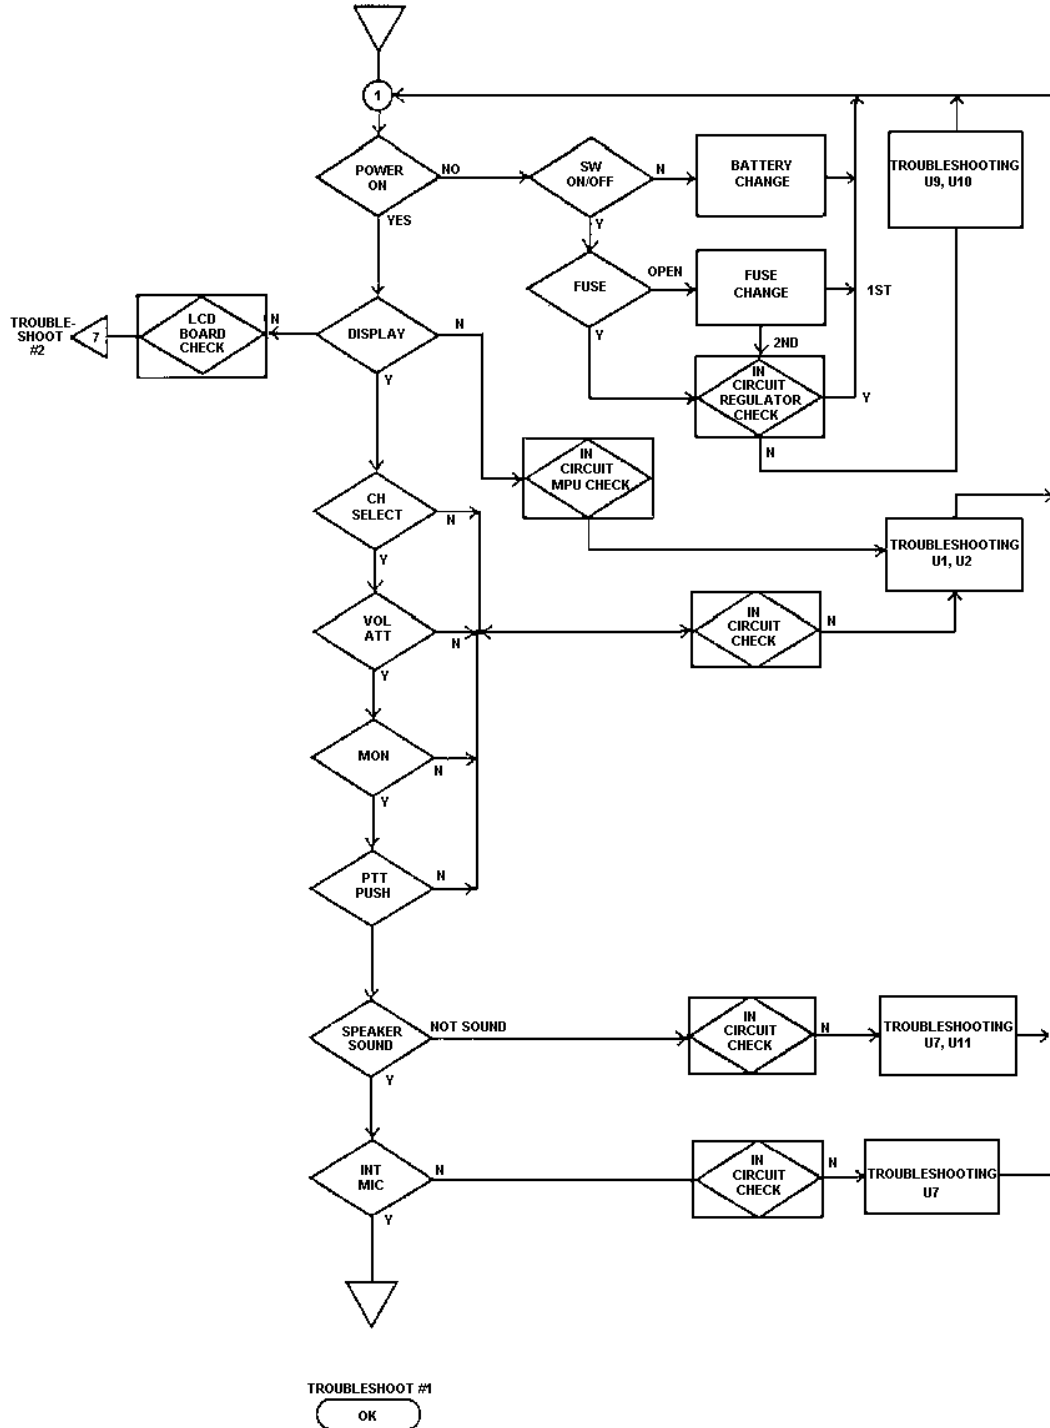 1
POWER
ON
NO
YES
SW
ON/OFF
N
Y
BATTERY
CHANGE
TROUBLESHOOTING
U9, U10
FUSE
OPEN
Y
FUSE
CHANGE
1ST
2ND
IN
CIRCUIT
REGULATOR
CHECK
Y
N
TROUBLE-
SHOOT
#2
7
LCD
BOARD
CHECK
N
DISPLAY
N
Y
IN
CIRCUIT
MPU CHECK
CH
SELECT
N
Y
TROUBLESHOOTING
U1, U2
VOL
ATT
N
Y
IN
CIRCUIT
CHECK
N
MON
N
Y
PTT
PUSH
N
SPEAKER
SOUND
NOT SOUND
Y
IN
CIRCUIT
CHECK
N
TROUBLESHOOTING
U7, U11
INT
MIC
N
Y
IN
CIRCUIT
CHECK
N
TROUBLESHOOTING
U7
TROUBLESHOOT #1
OK